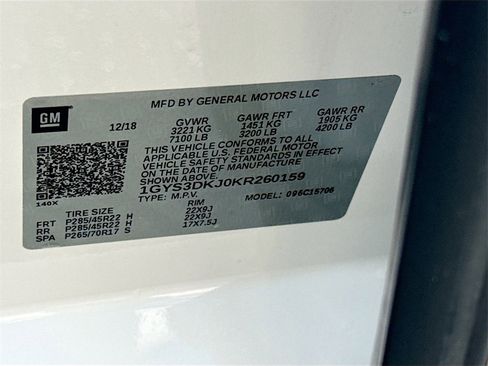 MFD BY GENERAL MOTORS LLC
GM
12/18 GVWR GAWR FRT GAWR RR
3221 KG 1451 KG 1905 KG
7100 LB 3200 LB 4200 LB
THIS VEHICLE CONFORMS TO ALL
APPLICABLE U.S. FEDERAL MOTOR
VEHICLE SAFETY STANDARDS IN EFFECT ON
THE DATE OF MANUFACTURE SHOWN ABOVE.
1GYS3DKJ0KR260159
140X TYPE: M.P.V. MODEL: 096C15706
TIRE SIZE RIM
FRT P285/45R22 H 22X9J
RR P285/45R22 H 22X9J
SPA P265/70R17 S 17X7.5J